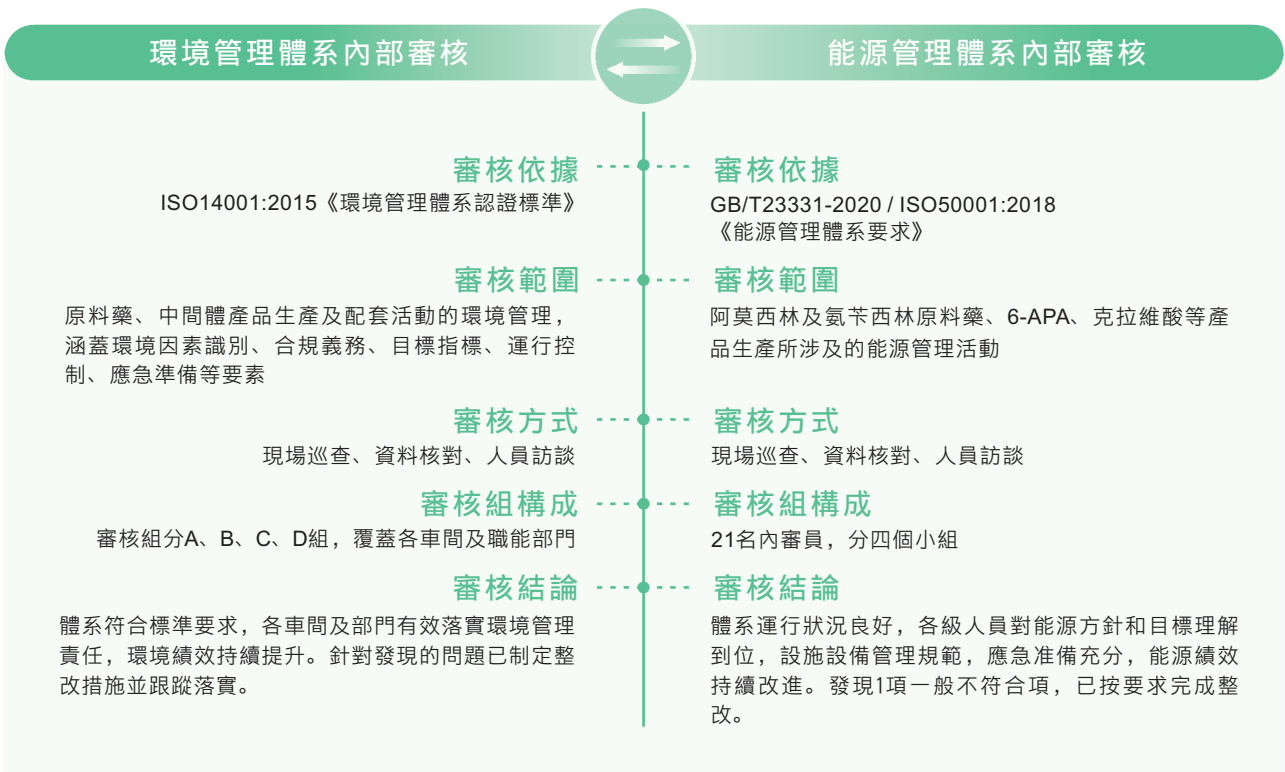 環境管理體系內部審核
能源管理體系內部審核
審核依據
ISO14001:2015《環境管理體系認證標準》
審核依據
GB/T23331-2020 / ISO50001:2018
《能源管理體系要求》
審核範圍
原料藥、中間體產品生產及配套活動的環境管理，
涵蓋環境因素識別、合規義務、目標指標、運行控
制、應急準備等要素
審核範圍
阿莫西林及氨苄西林原料藥、6-APA、克拉維酸等產
品生產所涉及的能源管理活動
審核方式
現場巡查、資料核對、人員訪談
審核方式
現場巡查、資料核對、人員訪談
審核組構成
審核組分A、B、C、D組，覆蓋各車間及職能部門
審核組構成
21名內審員，分四個小組
審核結論
體系符合標準要求，各車間及部門有效落實環境管理
責任，環境績效持續提升。針對發現的問題已制定整
改措施並跟蹤落實。
審核結論
體系運行狀況良好，各級人員對能源方針和目標理解
到位，設施設備管理規範，應急准備充分，能源績效
持續改進。發現1項一般不符合項，已按要求完成整
改。